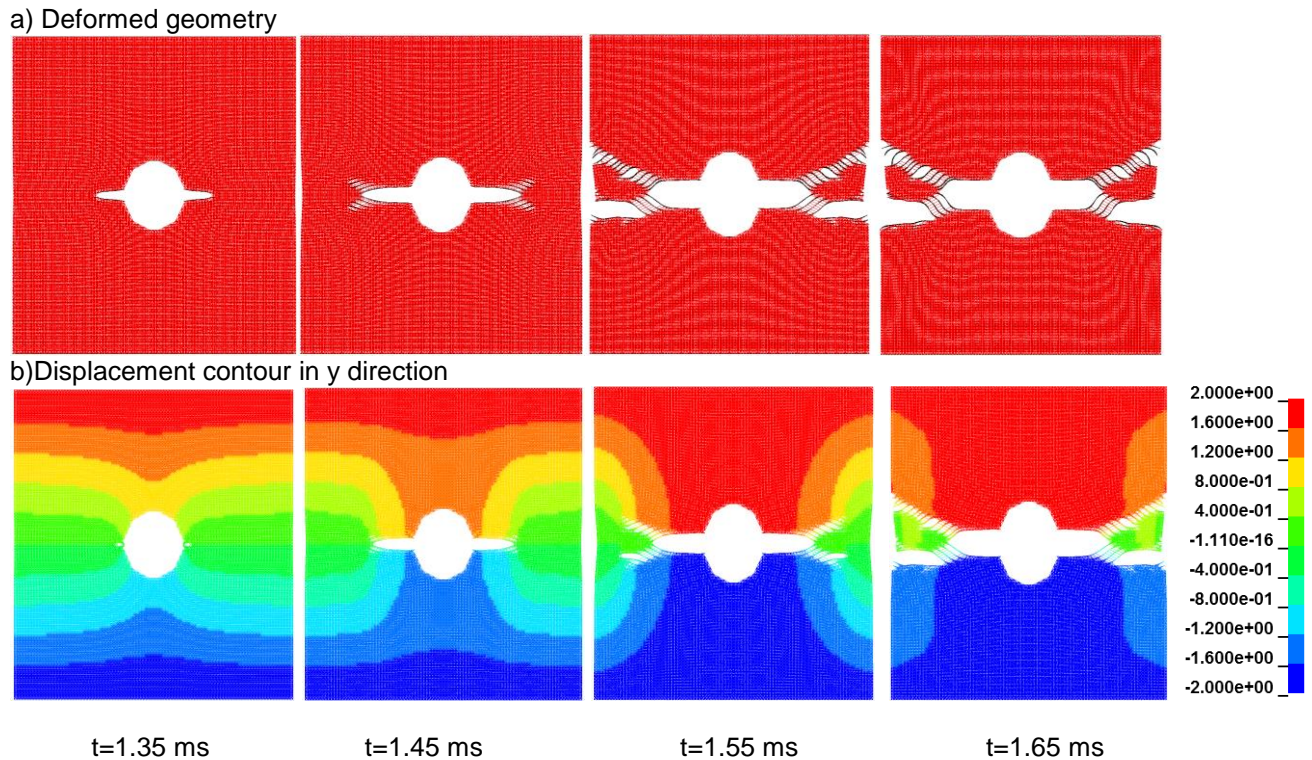 a) Deformed geometry
b)Displacement contour in y direction
2.000e+00
1.600e+00
1.200e+00
8.000e-01
4.000e-01
-1.110e-16
-4.000e-01
-8.000e-01
-1.200e+00
-1.600e+00
-2.000e+00
t=1.35 ms t=1.45 ms t=1.55 ms t=1.65 ms